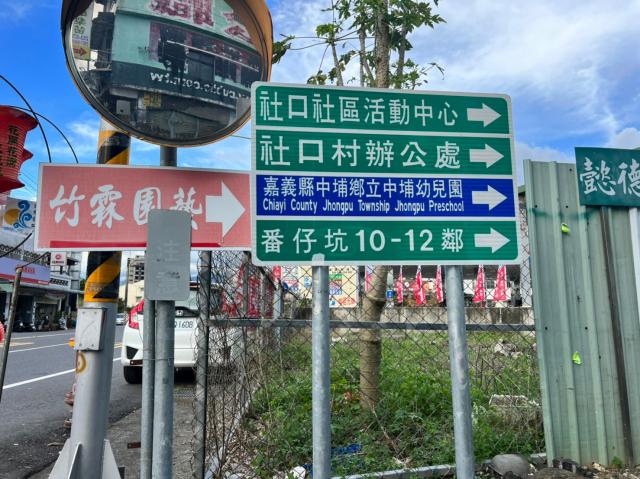 社口社區活動中心
社口村辦公處
嘉義縣中埔鄉立中埔幼兒園
Chiayi County Jhongpu Township Jhongpu Preschool
番仔坑10-12鄰
竹霖園藝
懿德